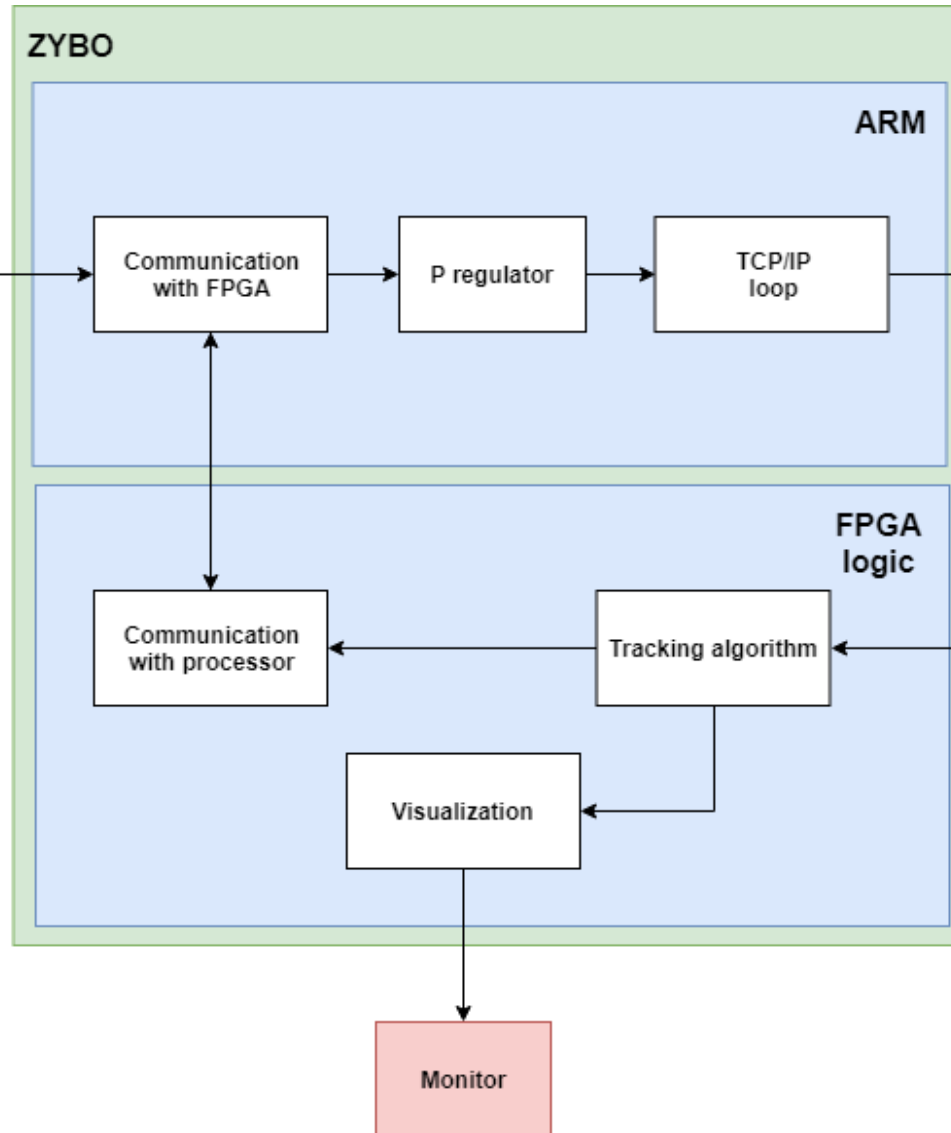 ZYBO
ARM
Communication
with FPGA
P regulator
TCP/IP
loop
FPGA
logic
Communication
with processor
Tracking algorithm
Visualization
Monitor